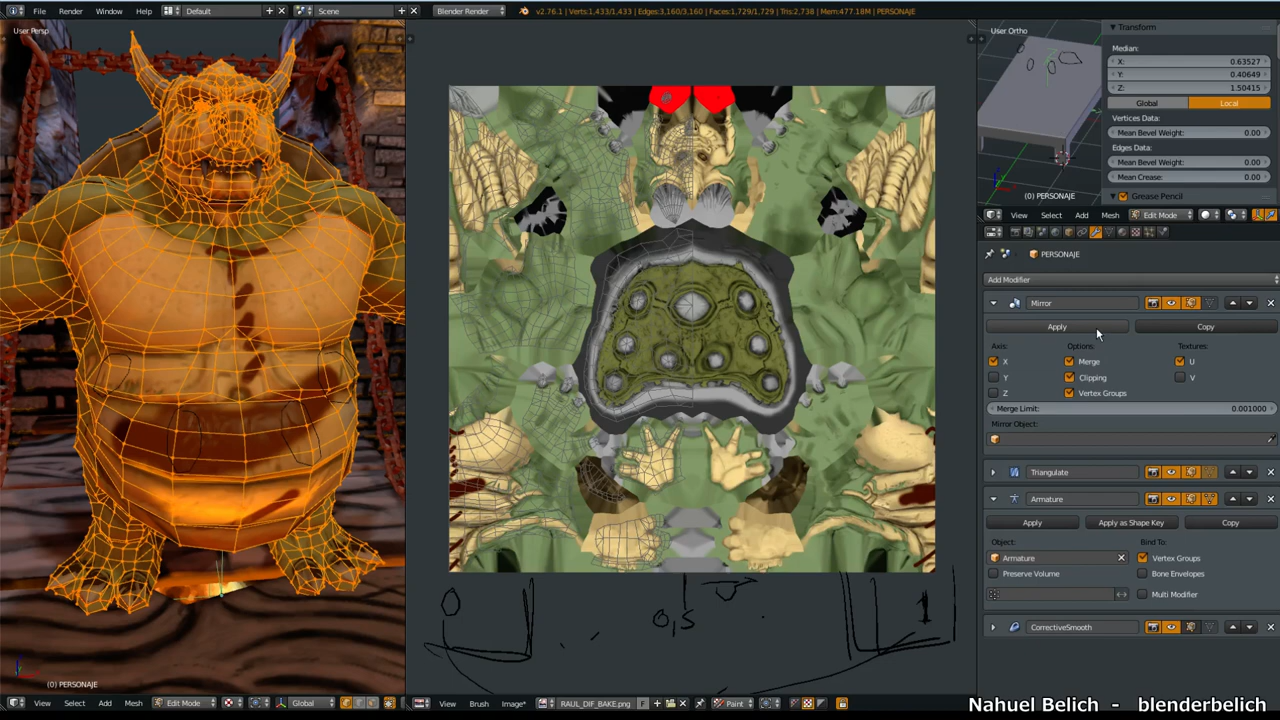 File Render Window Help Default Scene Blender Render v2.76.1 | Verts:1,433/1,433 | Edges:3,160/3,160 | Faces:1,729/1,729 | Tris:2,738 | Mem:477.18M | PERSONAJE
User Persp
User Ortho
Transform
Median:
X: 0.63527
Y: 0.40649
Z: 1.50415
Global Local
Vertices Data:
Mean Bevel Weight: 0.00
Edges Data:
Mean Bevel Weight: 0.00
Mean Crease: 0.00
(0) PERSONAJE
Grease Pencil
View Select Add Mesh Edit Mode
PERSONAJE
Add Modifier
Mirror
Apply Copy
Axis: Options: Textures:
X Merge U
Y Clipping V
Z Vertex Groups
Merge Limit: 0.001000
Mirror Object:
Triangulate
Armature
Apply Apply as Shape Key Copy
Object: Bind To:
Armature Vertex Groups
Preserve Volume Bone Envelopes
Multi Modifier
CorrectiveSmooth
0 0,5 1
(0) PERSONAJE
View Select Add Mesh Edit Mode Global
View Brush Image* RAUL_DIF_BAKE.png F Paint
Nahuel Belich - blenderbelich